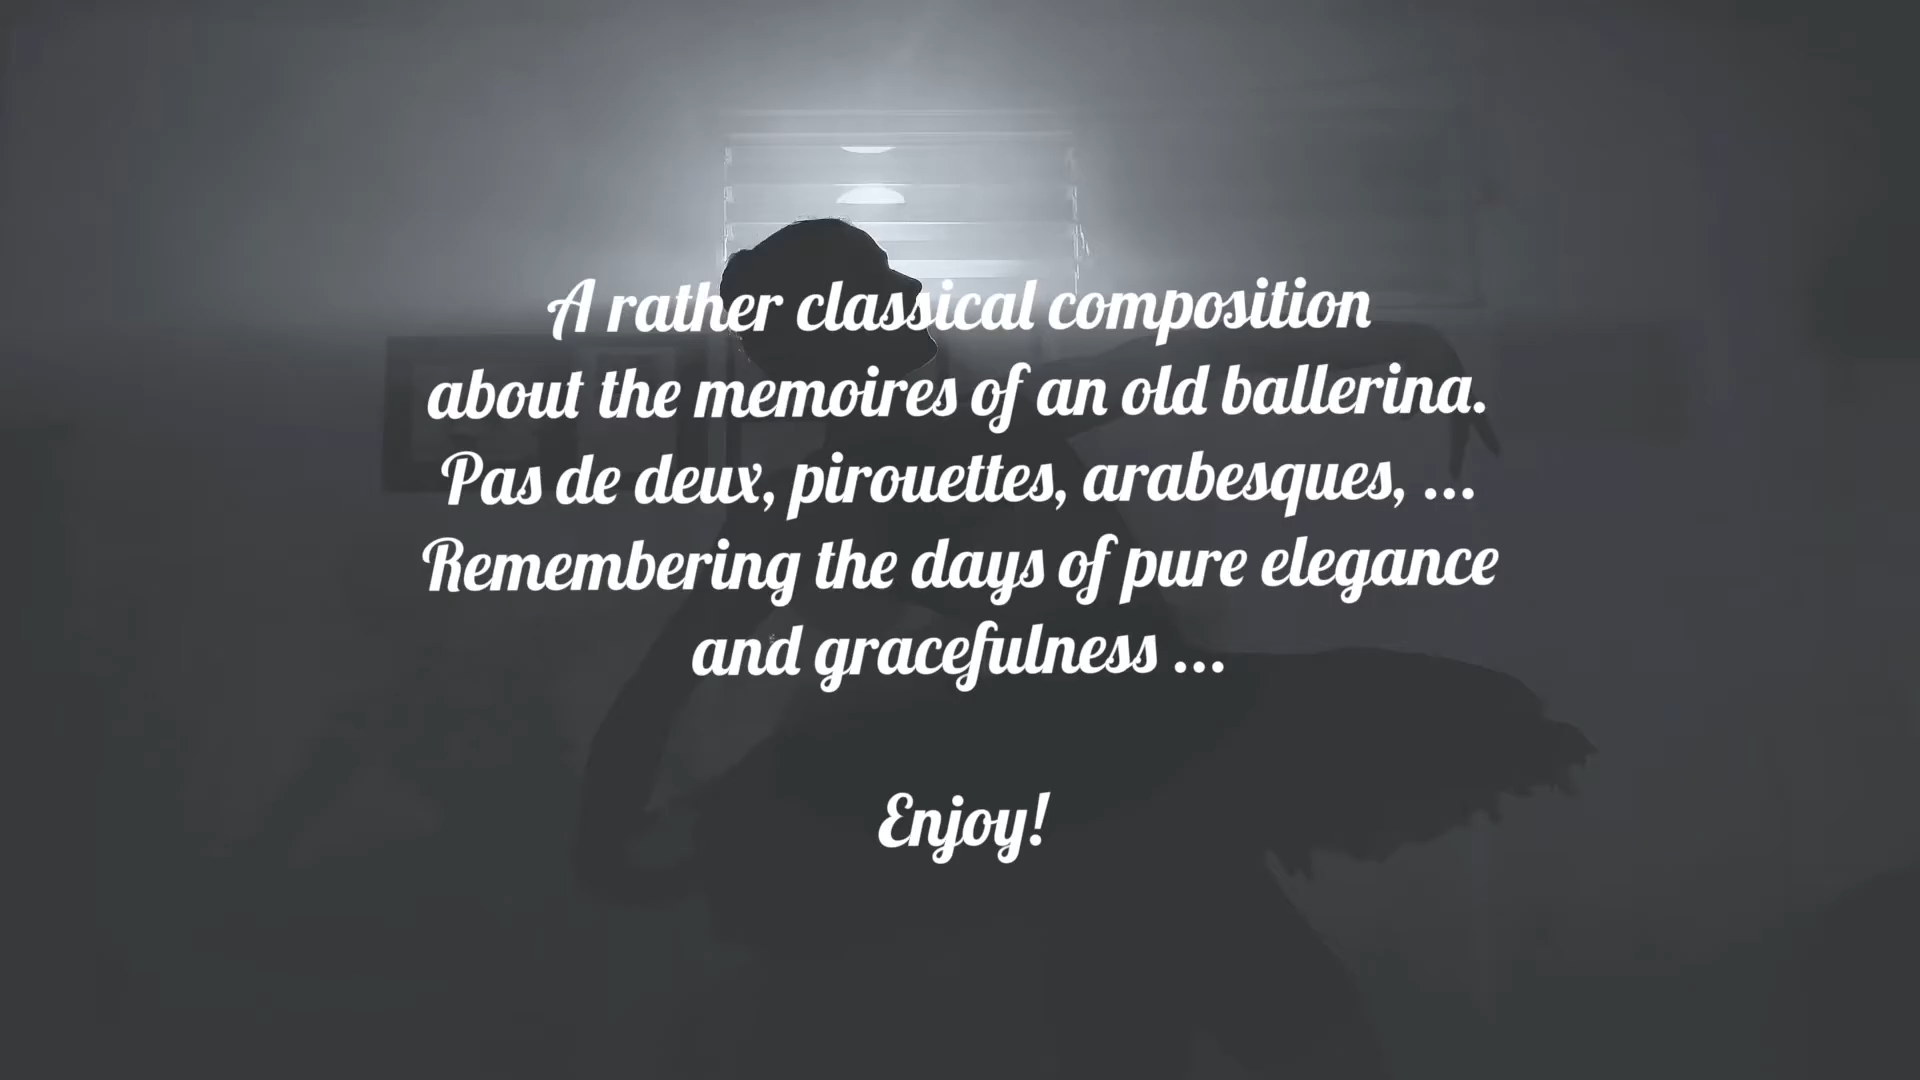 A rather classical composition
about the memoires of an old ballerina.
Pas de deux, pirouettes, arabesques, ...
Remembering the days of pure elegance
and gracefulness ...
Enjoy!